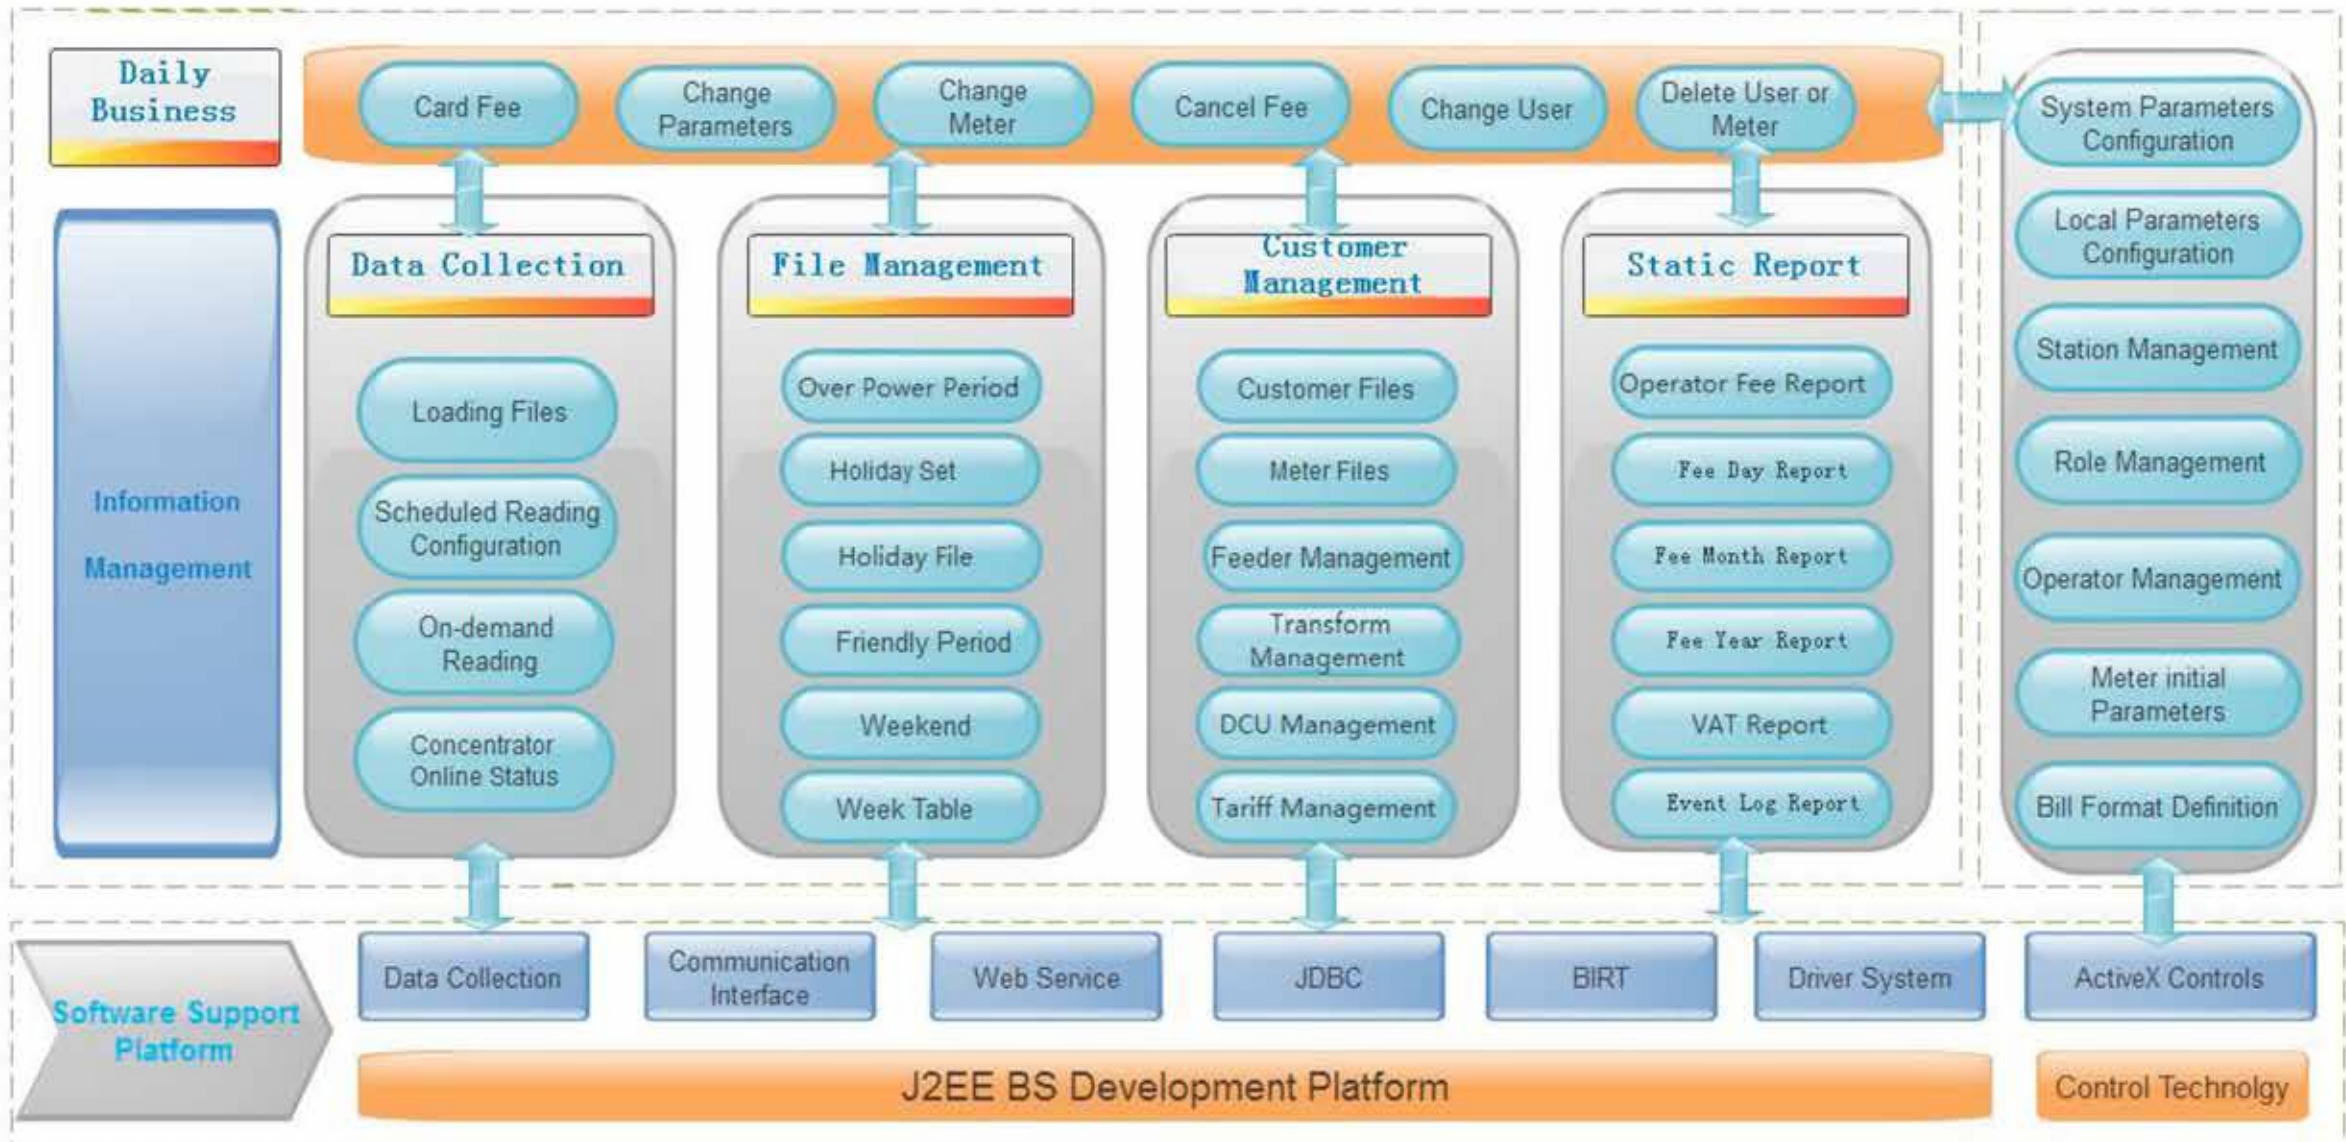 Daily
Business
Card Fee
Change
Parameters
Change
Meter
Cancel Fee
Change User
Delete User or
Meter
Information
Management
Data Collection
Loading Files
Scheduled Reading
Configuration
On-demand
Reading
Concentrator
Online Status
File Management
Over Power Period
Holiday Set
Holiday File
Friendly Period
Weekend
Week Table
Customer
Management
Customer Files
Meter Files
Feeder Management
Transform
Management
DCU Management
Tariff Management
Static Report
Operator Fee Report
Fee Day Report
Fee Month Report
Fee Year Report
VAT Report
Event Log Report
System Parameters
Configuration
Local Parameters
Configuration
Station Management
Role Management
Operator Management
Meter initial
Parameters
Bill Format Definition
Software Support
Platform
Data Collection
Communication
Interface
Web Service
JDBC
BIRT
Driver System
ActiveX Controls
J2EE BS Development Platform
Control Technolgy